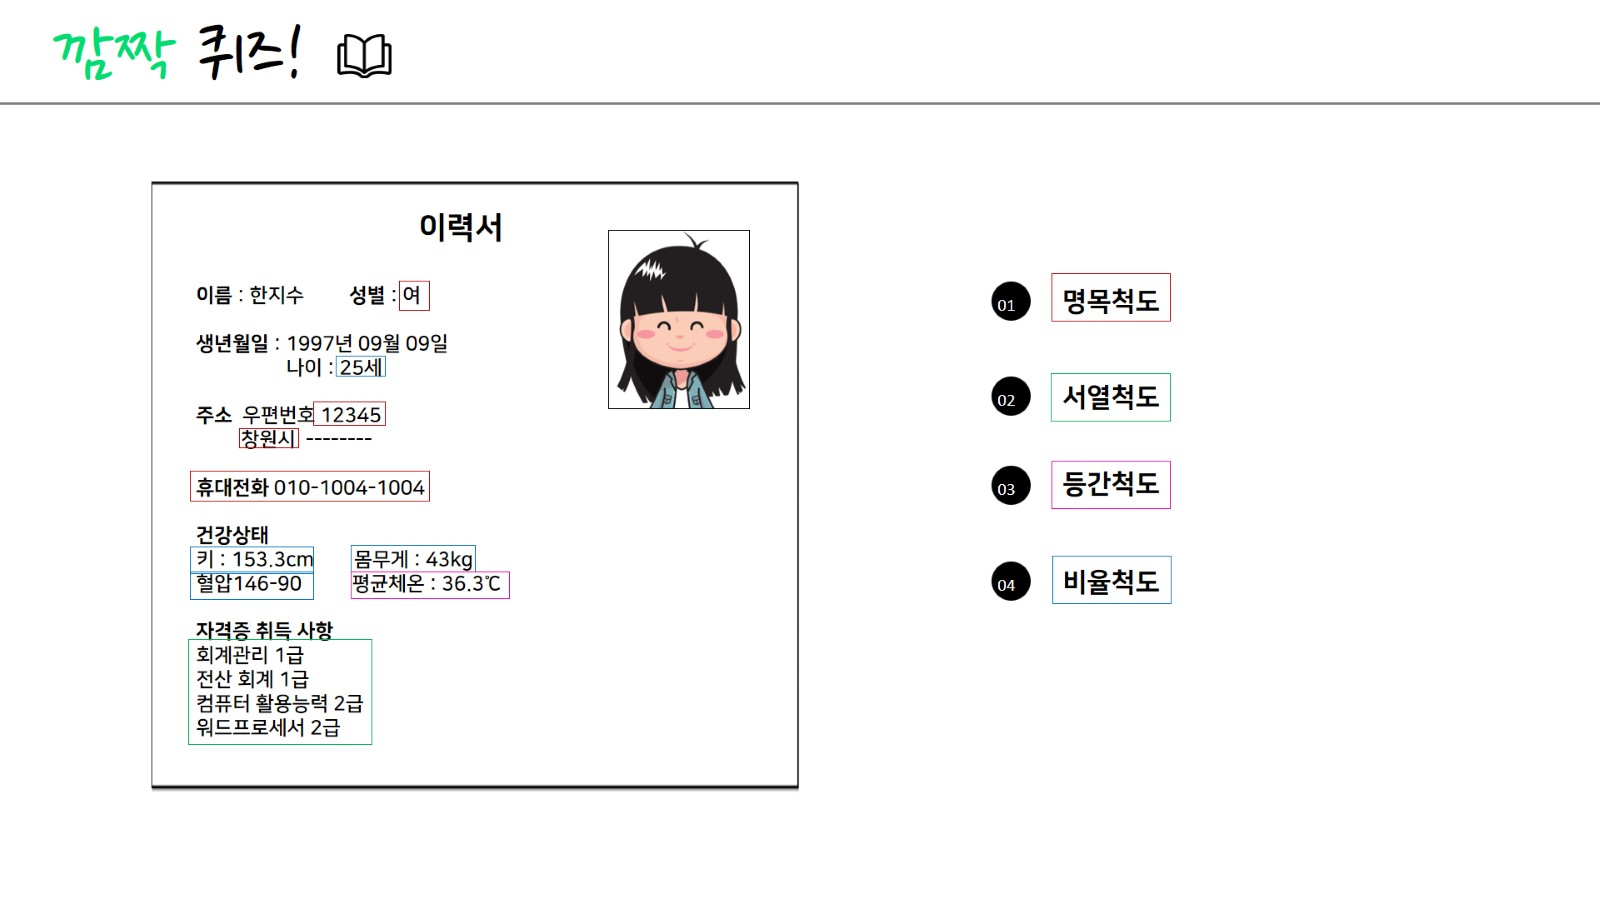 깜짝 퀴즈!
이력서
이름 : 한지수 성별 : 여
생년월일 : 1997년 09월 09일
나이 : 25세
주소 우편번호 12345
창원시 --------
휴대전화 010-1004-1004
건강상태
키 : 153.3cm 몸무게 : 43kg
혈압146-90 평균체온 : 36.3℃
자격증 취득 사항
회계관리 1급
전산 회계 1급
컴퓨터 활용능력 2급
워드프로세서 2급
01 명목척도
02 서열척도
03 등간척도
04 비율척도